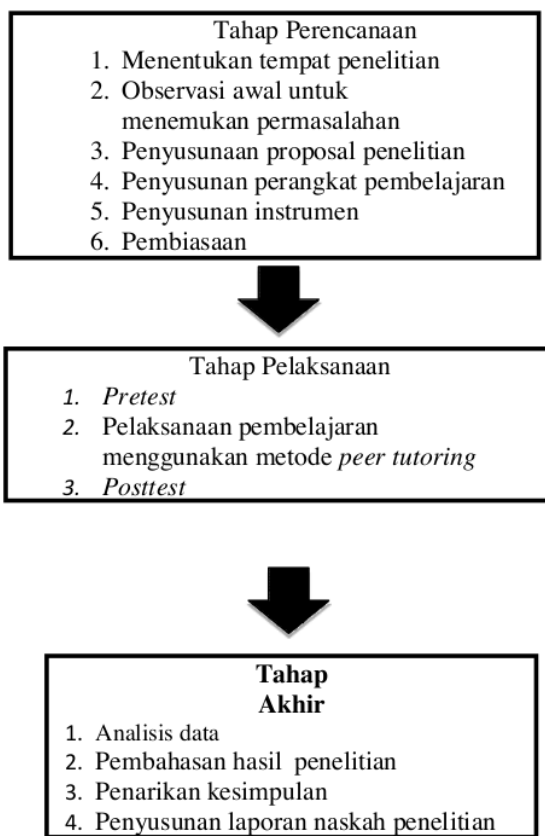 Tahap Perencanaan
1. Menentukan tempat penelitian
2. Observasi awal untuk
menemukan permasalahan
3. Penyusunaan proposal penelitian
4. Penyusunan perangkat pembelajaran
5. Penyusunan instrumen
6. Pembiasaan
Tahap Pelaksanaan
1. Pretest
2. Pelaksanaan pembelajaran
menggunakan metode peer tutoring
3. Posttest
Tahap
Akhir
1. Analisis data
2. Pembahasan hasil penelitian
3. Penarikan kesimpulan
4. Penyusunan laporan naskah penelitian